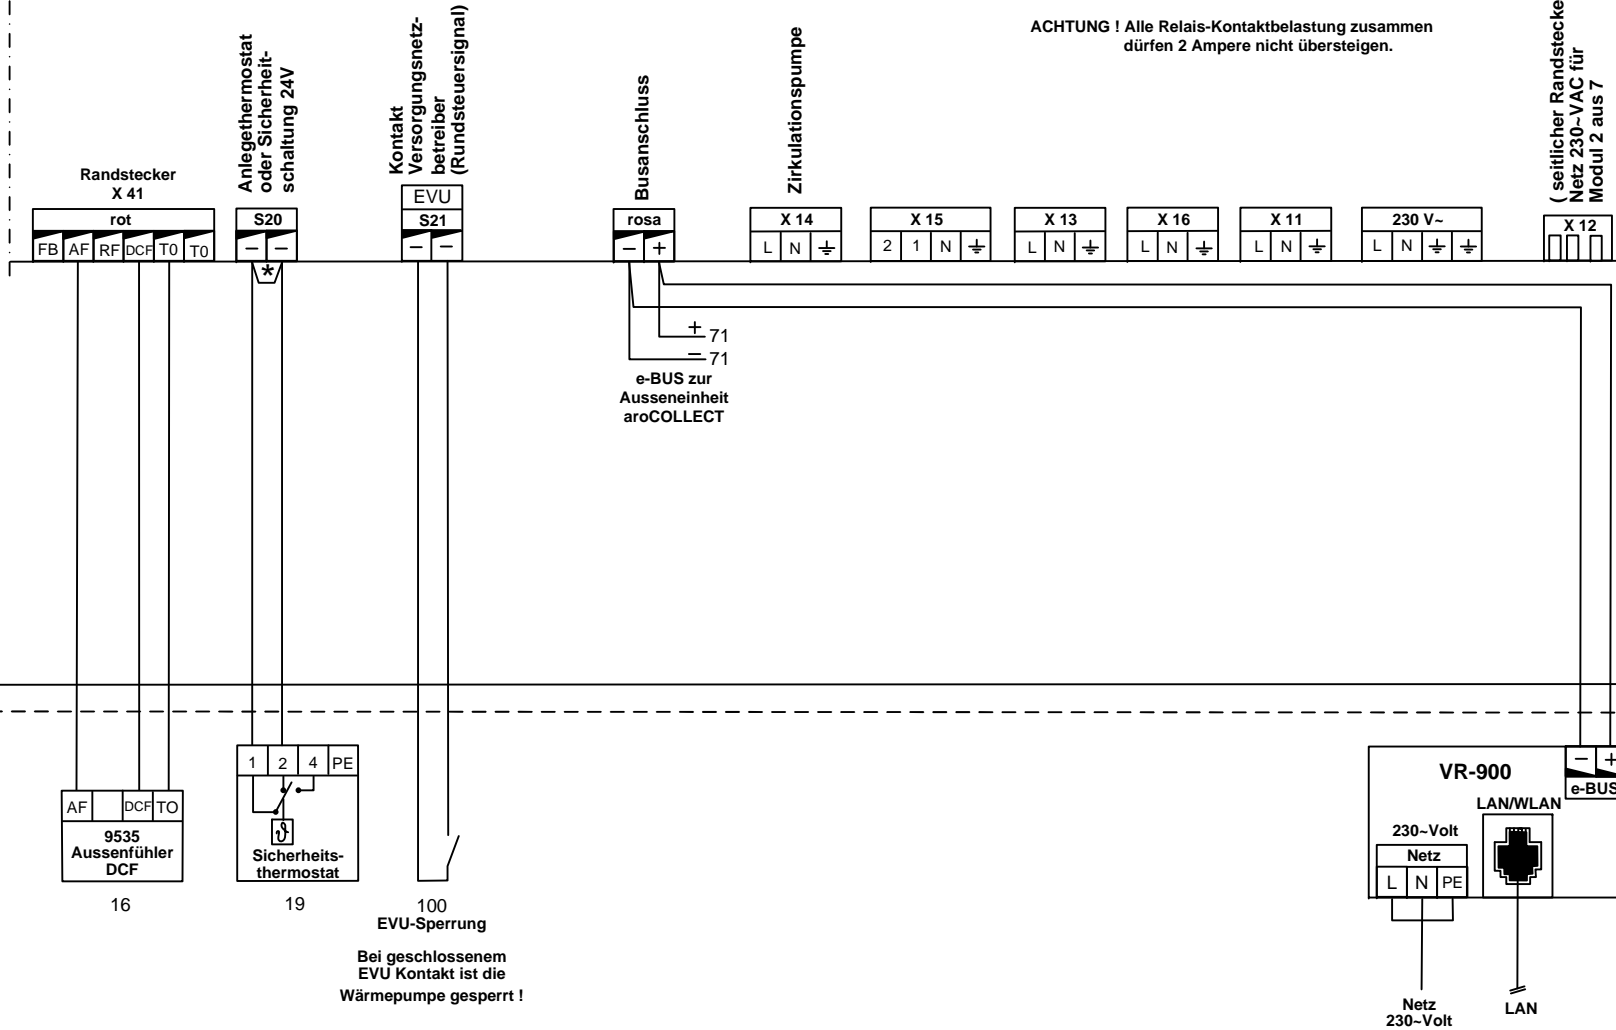 ACHTUNG ! Alle Relais-Kontaktbelastung zusammen
dürfen 2 Ampere nicht übersteigen.
Anlegethermostat
oder Sicherheit-
schaltung 24V
Kontakt
Versorgungsnetz-
betreiber
(Rundsteuersignal)
Busanschluss
Zirkulationspumpe
( seitlicher Randstecke
Netz 230~VAC für
Modul 2 aus 7
Randstecker
X 41
rot
FB AF RF DCF T0 T0
S20
– –
*
EVU
S21
– –
rosa
– +
X 14
L N
X 15
2 1 N
X 13
L N
X 16
L N
X 11
L N
230 V~
L N
X 12
+ 71
– 71
e-BUS zur
Ausseneinheit
aroCOLLECT
AF DCF TO
9535
Aussenfühler
DCF
16
1 2 4 PE
ϑ
Sicherheits-
thermostat
19
100
EVU-Sperrung
Bei geschlossenem
EVU Kontakt ist die
Wärmepumpe gesperrt !
VR-900
– +
e-BUS
LAN/WLAN
230~Volt
Netz
L N PE
Netz
230~Volt
LAN